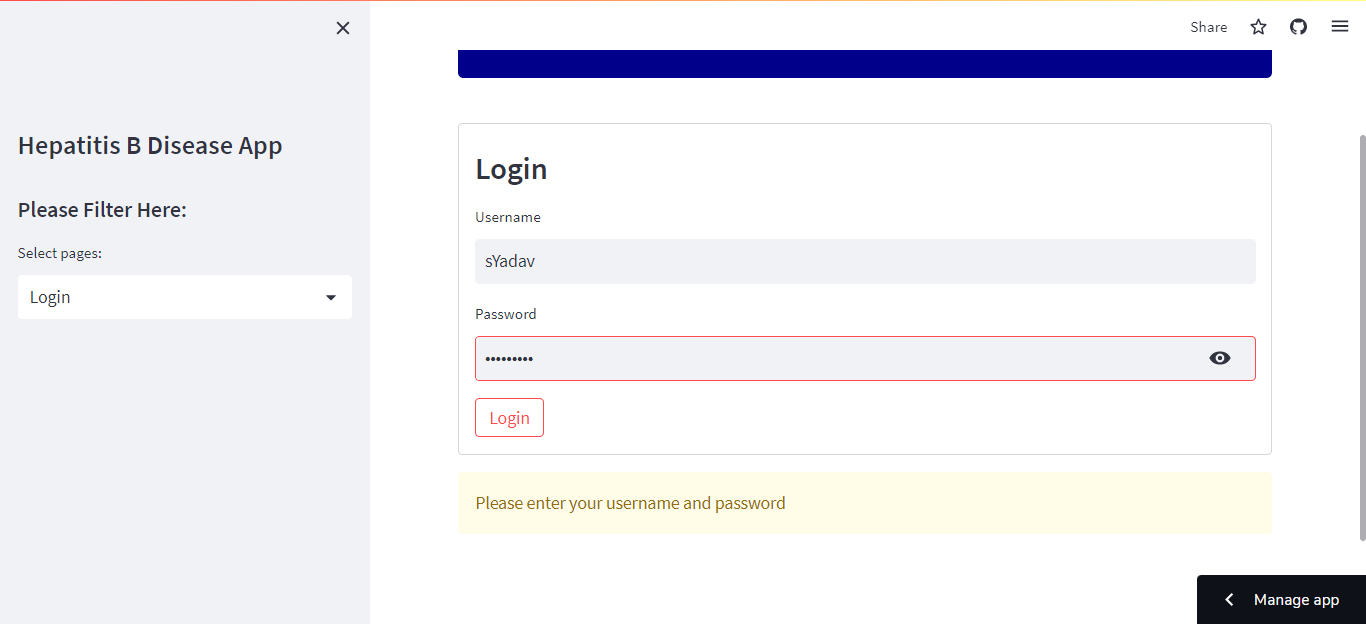 Share
Hepatitis B Disease App
Please Filter Here:
Select pages:
Login
Login
Username
sYadav
Password
•••••••••
Login
Please enter your username and password
Manage app